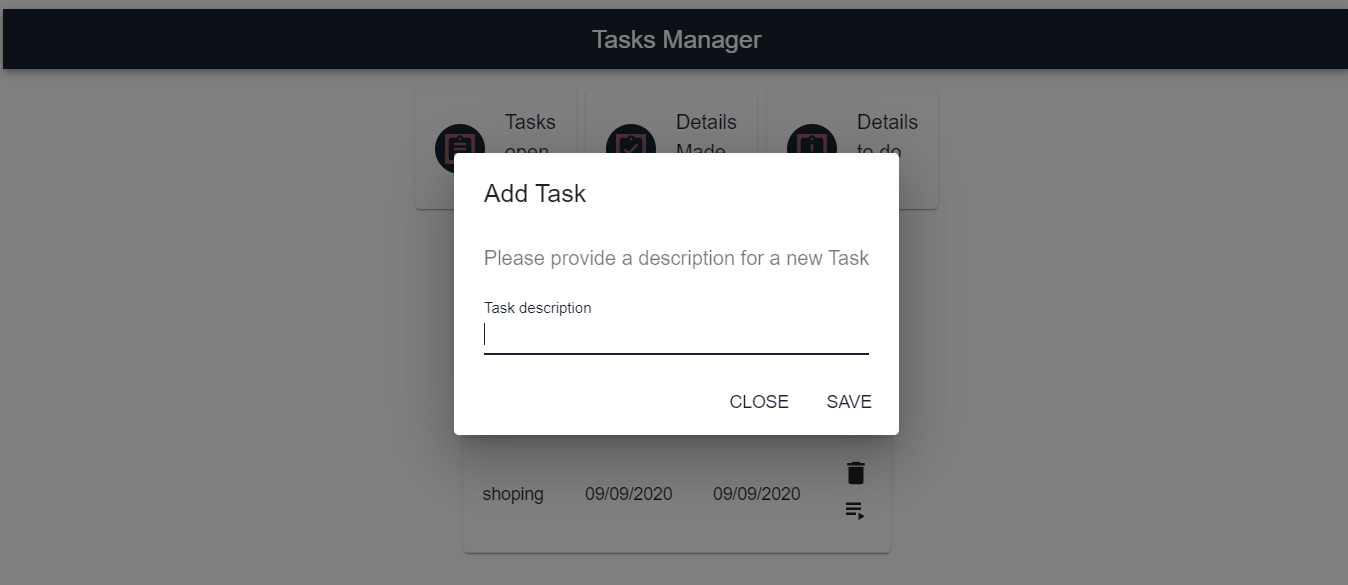 Tasks Manager
Tasks
open
Details
Made
Details
to do
Add Task
Please provide a description for a new Task
Task description
CLOSE
SAVE
shoping 09/09/2020 09/09/2020